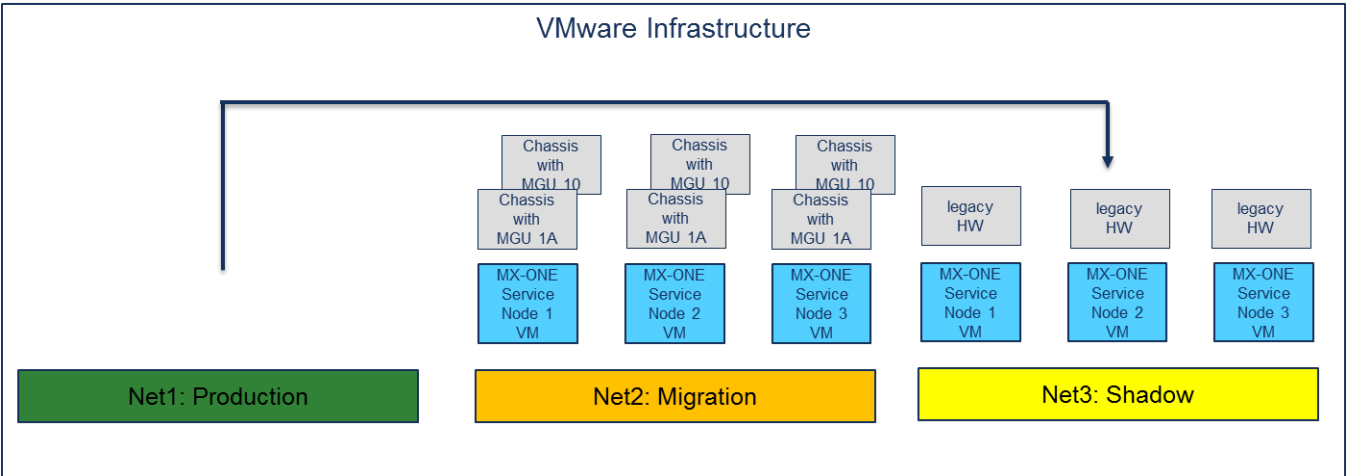 VMware Infrastructure
Chassis
with
MGU 10
Chassis
with
MGU 10
Chassis
with
MGU 10
Chassis
with
MGU 1A
Chassis
with
MGU 1A
Chassis
with
MGU 1A
legacy
HW
legacy
HW
legacy
HW
MX-ONE
Service
Node 1
VM
MX-ONE
Service
Node 2
VM
MX-ONE
Service
Node 3
VM
MX-ONE
Service
Node 1
VM
MX-ONE
Service
Node 2
VM
MX-ONE
Service
Node 3
VM
Net1: Production
Net2: Migration
Net3: Shadow